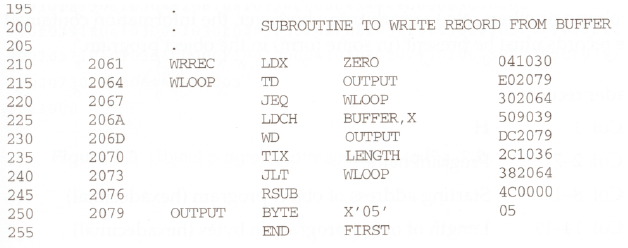 195 .
200 . SUBROUTINE TO WRITE RECORD FROM BUFFER
205 .
210 2061 WRREC LDX ZERO 041030
215 2064 WLOOP TD OUTPUT E02079
220 2067 JEQ WLOOP 302064
225 206A LDCH BUFFER,X 509039
230 206D WD OUTPUT DC2079
235 2070 TIX LENGTH 2C1036
240 2073 JLT WLOOP 382064
245 2076 RSUB 4C0000
250 2079 OUTPUT BYTE X'05' 05
255 END FIRST